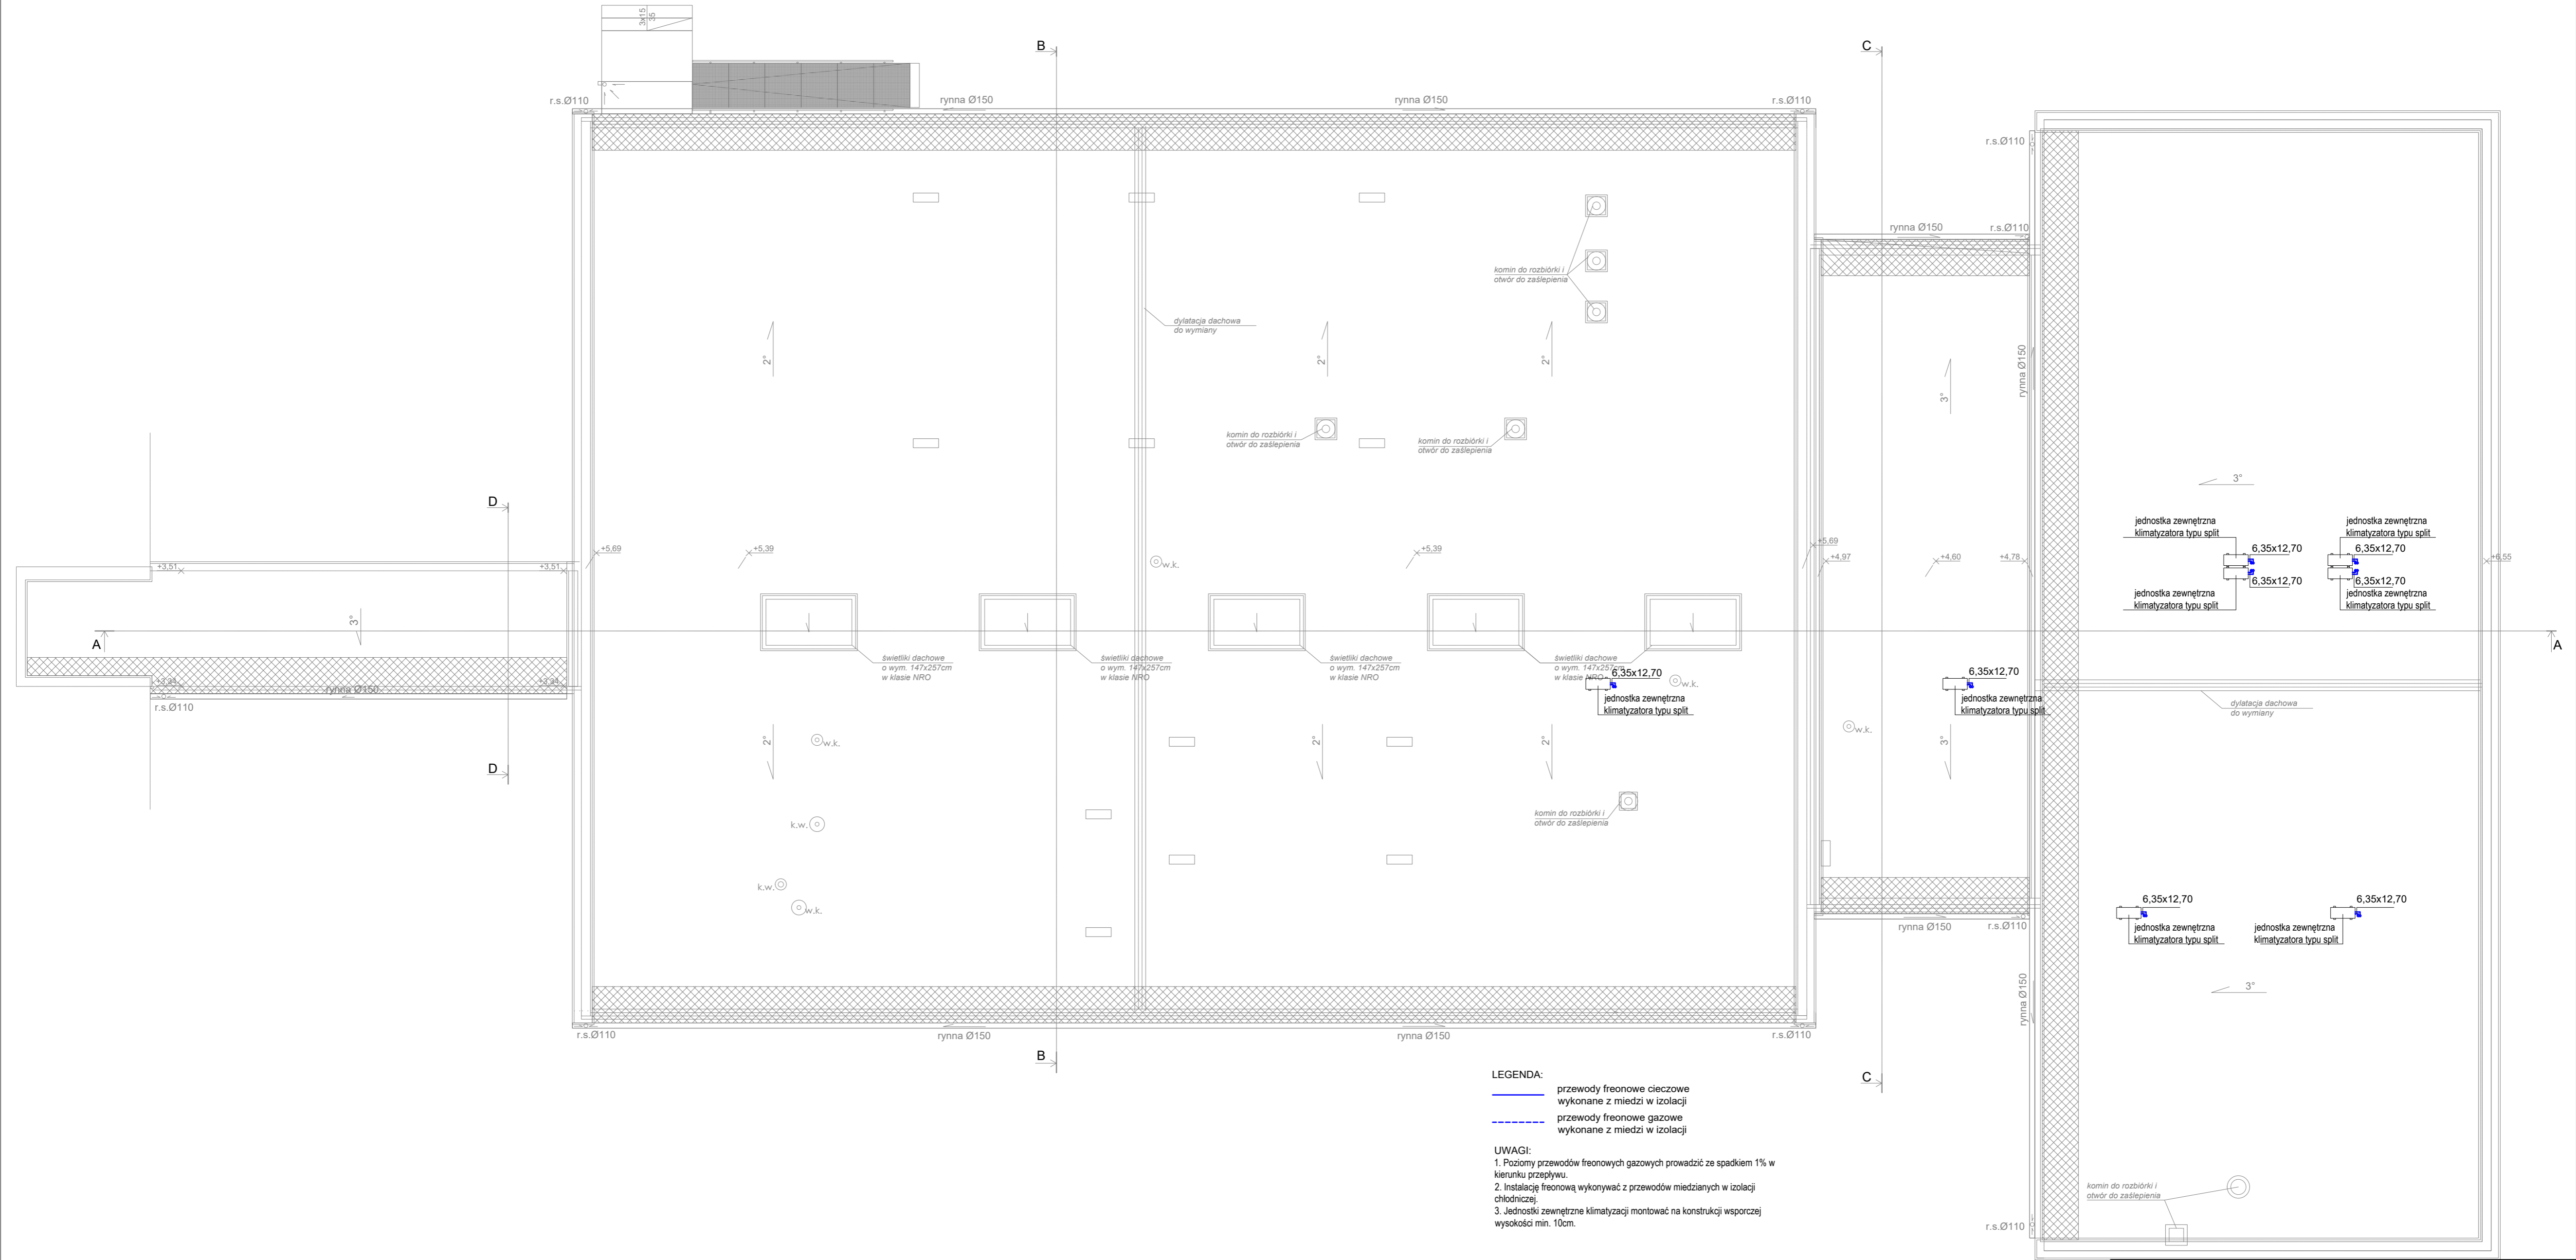 3x15
35
B
C
r.s.Ø110
rynna Ø150
rynna Ø150
r.s.Ø110
r.s.Ø110
rynna Ø150
r.s.Ø110
komin do rozbiórki i
otwór do zaślepienia
dylatacja dachowa
do wymiany
2°
2°
2°
3°
rynna Ø150
komin do rozbiórki i
otwór do zaślepienia
komin do rozbiórki i
otwór do zaślepienia
3°
D
jednostka zewnętrzna
klimatyzatora typu split
jednostka zewnętrzna
klimatyzatora typu split
6,35x12,70
6,35x12,70
6,35x12,70
6,35x12,70
jednostka zewnętrzna
klimatyzatora typu split
jednostka zewnętrzna
klimatyzatora typu split
+5,69
+5,39
+5,39
+5,69
+4,97
+4,60
+4,78
+6,55
+3,51
+3,51
w.k.
3°
A
A
świetliki dachowe
o wym. 147x257cm
w klasie NRO
świetliki dachowe
o wym. 147x257cm
w klasie NRO
świetliki dachowe
o wym. 147x257cm
w klasie NRO
świetliki dachowe
o wym. 147x257cm
w klasie NRO
6,35x12,70
jednostka zewnętrzna
klimatyzatora typu split
w.k.
6,35x12,70
jednostka zewnętrzna
klimatyzatora typu split
+3,34
+3,34
rynna Ø150
r.s.Ø110
dylatacja dachowa
do wymiany
w.k.
2°
w.k.
2°
2°
3°
D
komin do rozbiórki i
otwór do zaślepienia
k.w.
k.w.
w.k.
6,35x12,70
jednostka zewnętrzna
klimatyzatora typu split
6,35x12,70
jednostka zewnętrzna
klimatyzatora typu split
rynna Ø150
r.s.Ø110
3°
rynna Ø150
r.s.Ø110
rynna Ø150
rynna Ø150
r.s.Ø110
B
C
LEGENDA:
przewody freonowe cieczowe
wykonane z miedzi w izolacji
przewody freonowe gazowe
wykonane z miedzi w izolacji
UWAGI:
1. Poziomy przewodów freonowych gazowych prowadzić ze spadkiem 1% w
kierunku przepływu.
2. Instalację freonową wykonywać z przewodów miedzianych w izolacji
chłodniczej.
3. Jednostki zewnętrzne klimatyzacji montować na konstrukcji wsporczej
wysokości min. 10cm.
komin do rozbiórki i
otwór do zaślepienia
r.s.Ø110